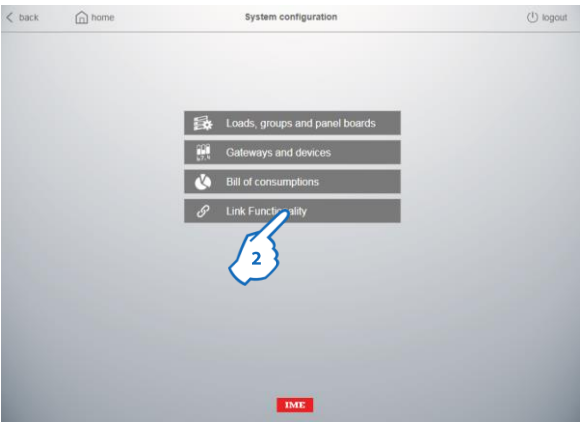 back home System configuration logout
Loads, groups and panel boards
Gateways and devices
Bill of consumptions
Link Functionality
2
IME